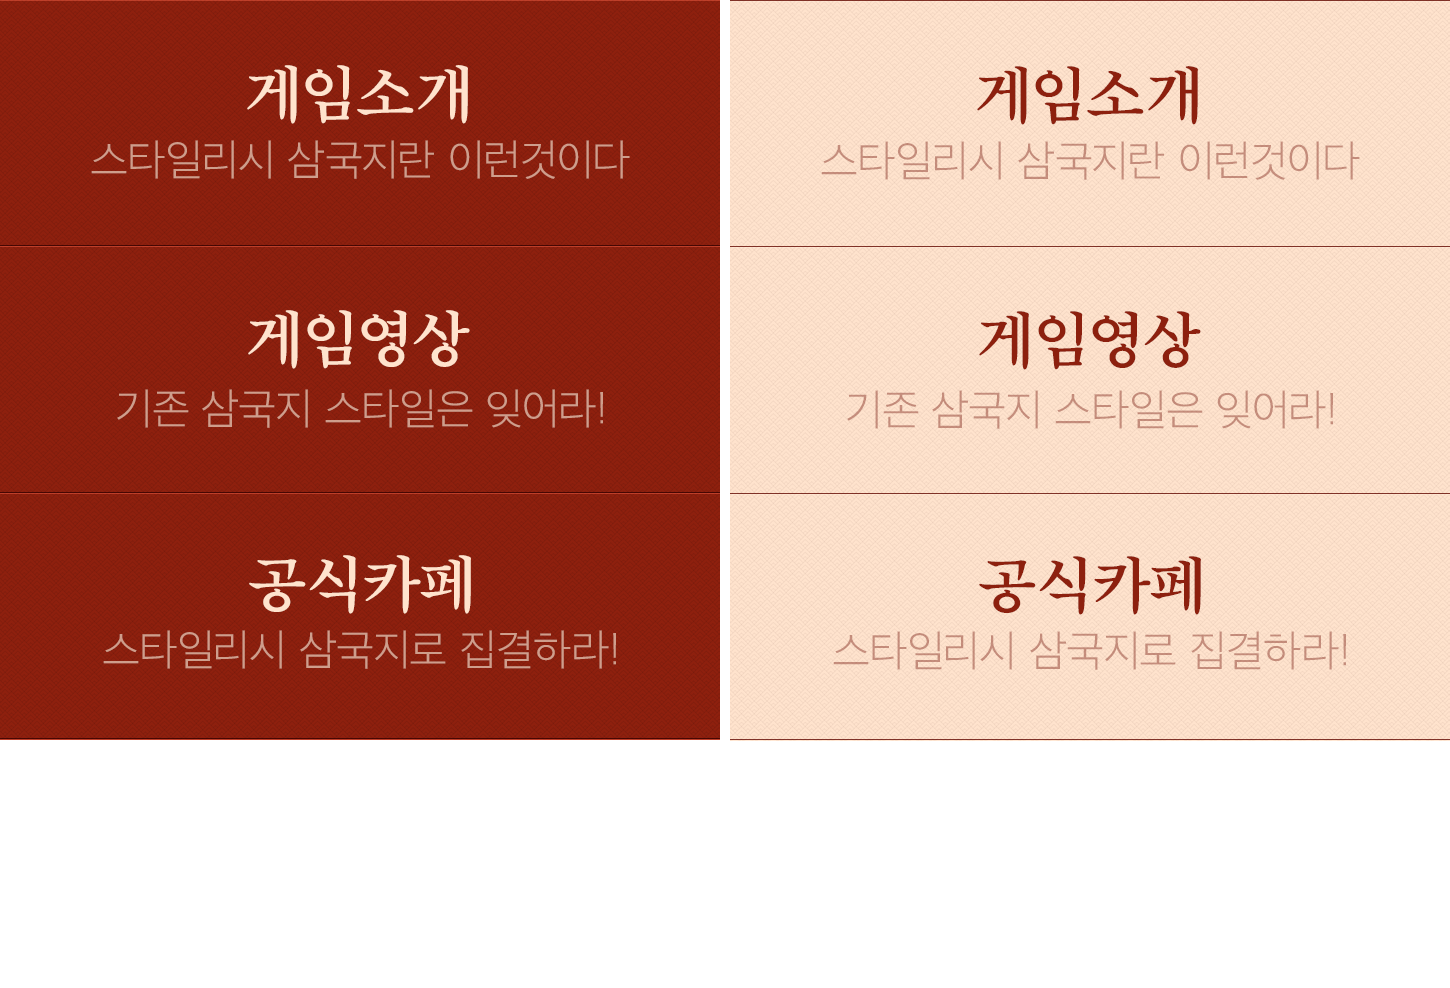 게임소개
스타일리시 삼국지란 이런것이다
게임영상
기존 삼국지 스타일은 잊어라!
공식카페
스타일리시 삼국지로 집결하라!
게임소개
스타일리시 삼국지란 이런것이다
게임영상
기존 삼국지 스타일은 잊어라!
공식카페
스타일리시 삼국지로 집결하라!